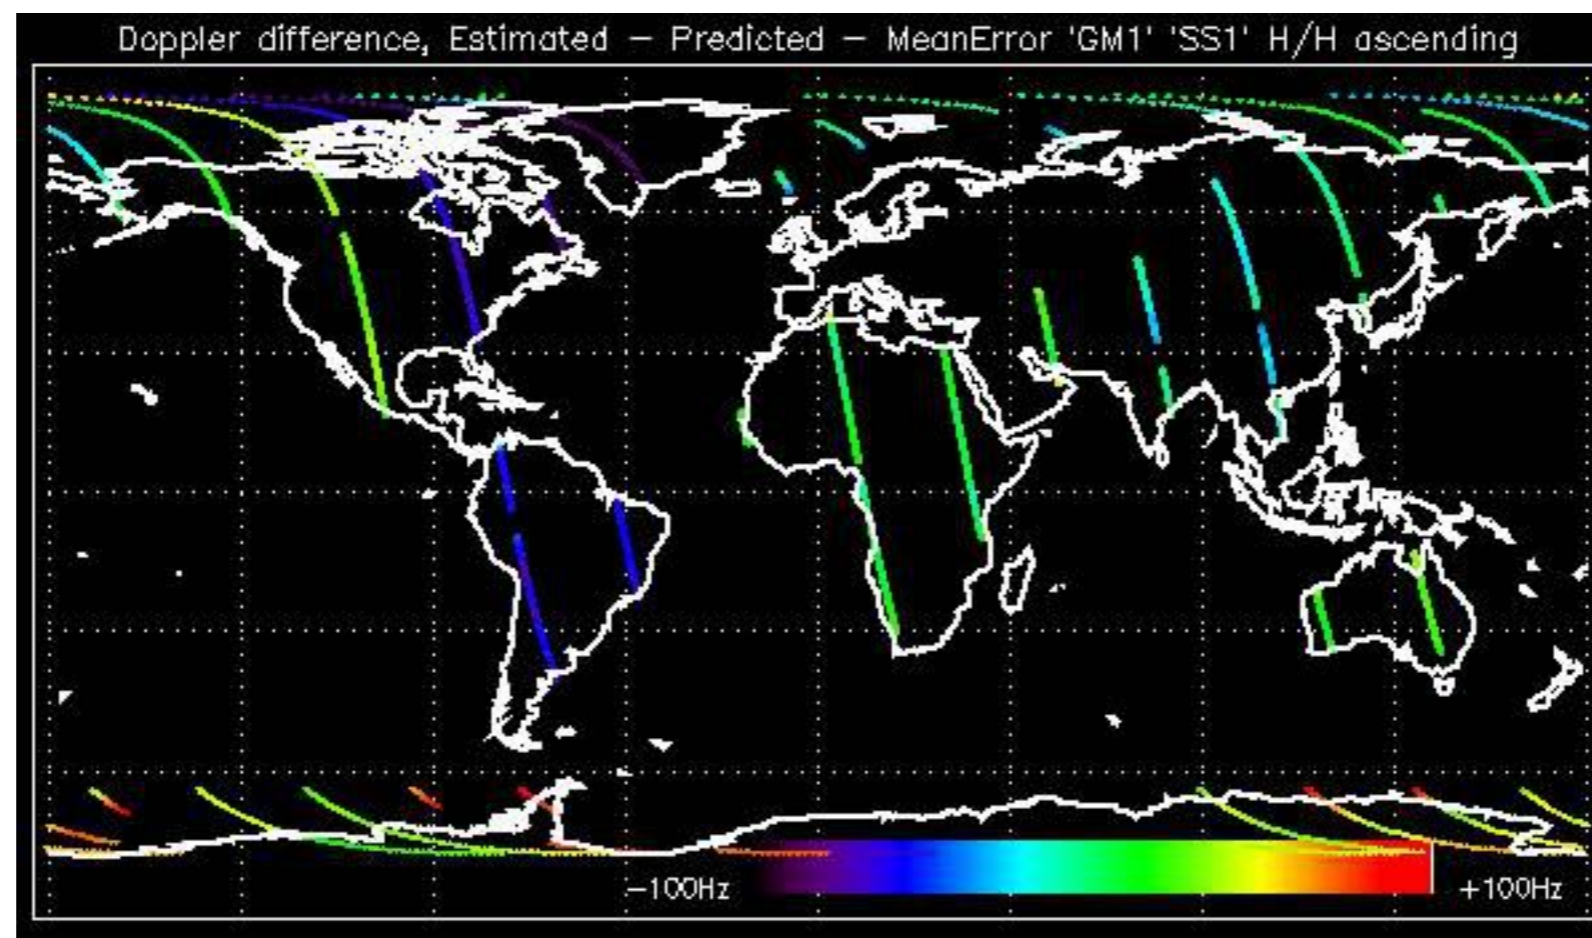 Doppler difference, Estimated — Predicted — MeanError 'GM1' 'SS1' H/H ascending
−100Hz
+100Hz